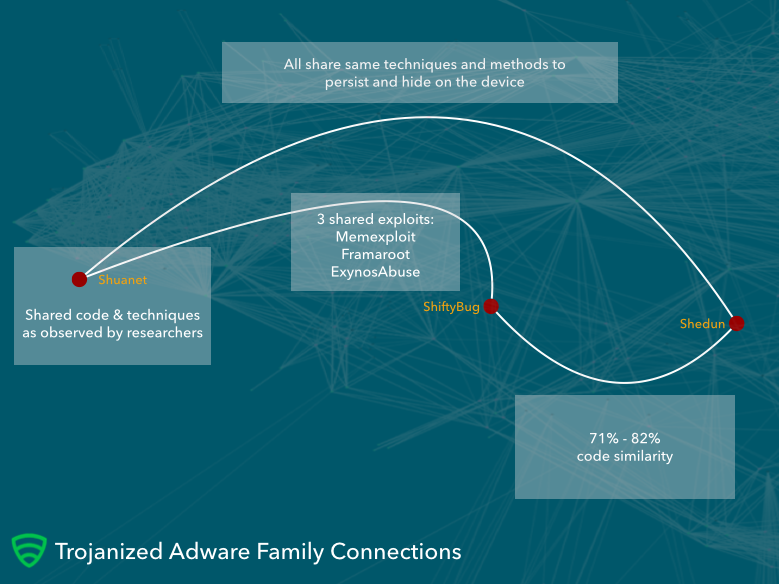 All share same techniques and methods to
persist and hide on the device
3 shared exploits:
Memexploit
Framaroot
ExynosAbuse
Shuanet
Shared code & techniques
as observed by researchers
ShiftyBug
Shedun
71% - 82%
code similarity
Trojanized Adware Family Connections